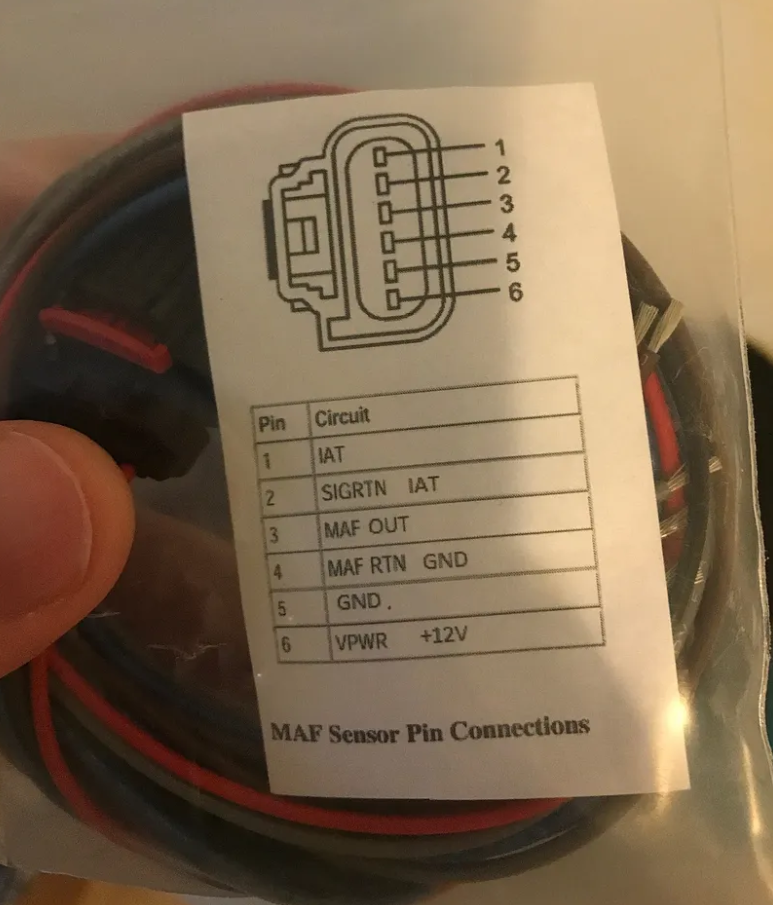 1
2
3
4
5
6
Pin Circuit
1 IAT
2 SIGRTN IAT
3 MAF OUT
4 MAF RTN GND
5 GND.
6 VPWR +12V
MAF Sensor Pin Connections